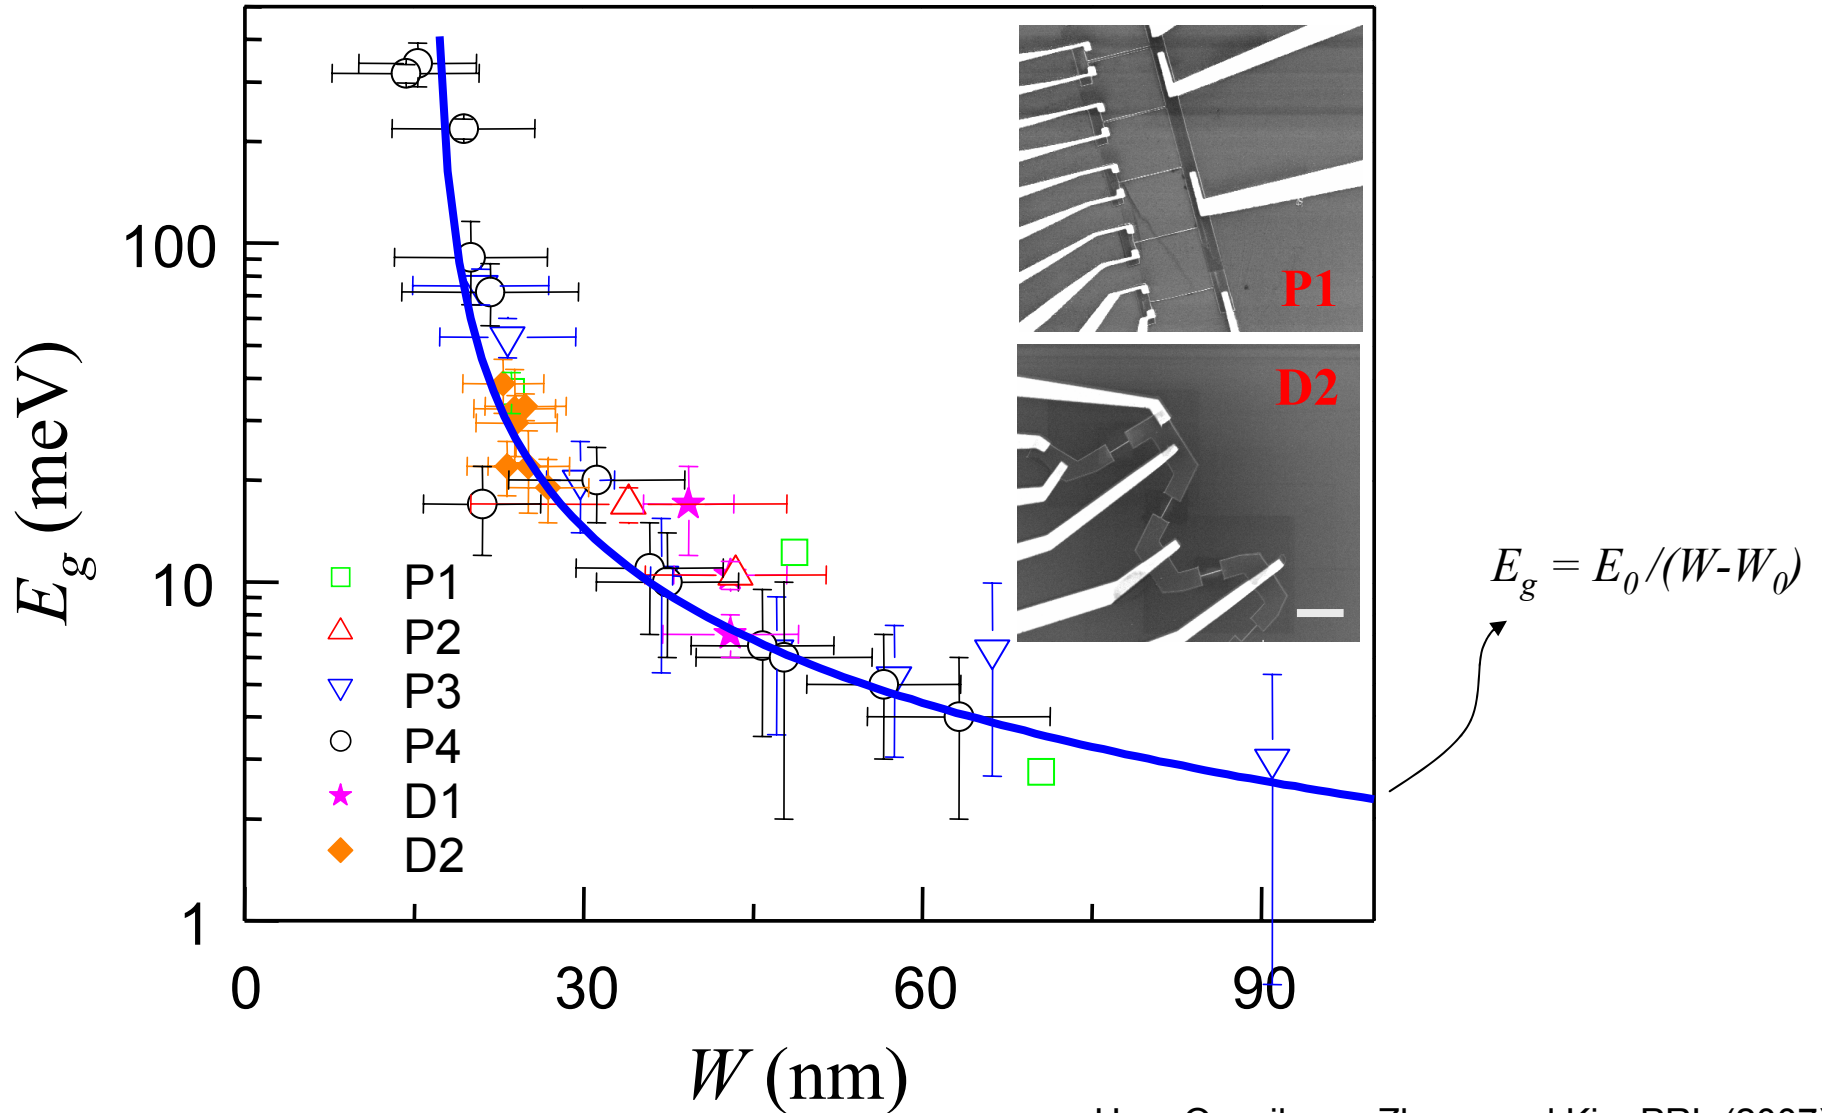 P1
D2
100
10
1
E_g (meV)
P1
P2
P3
P4
D1
D2
E_g = E_0/(W-W_0)
0 30 60 90
W (nm)